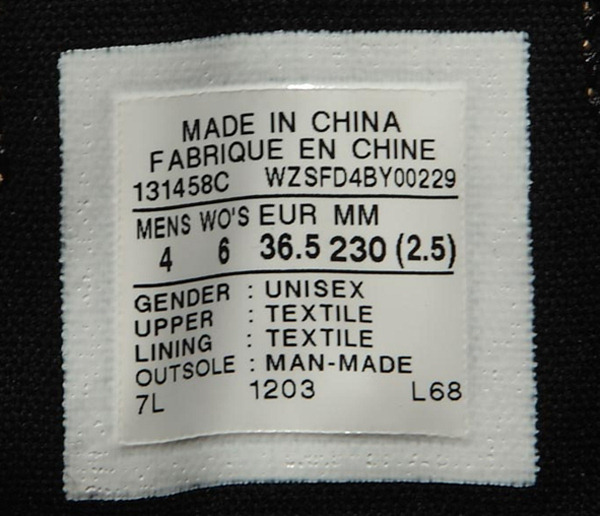 MADE IN CHINA
FABRIQUE EN CHINE
131458C WZSFD4BY00229
MENS WO'S EUR MM
4 6 36.5 230 (2.5)
GENDER : UNISEX
UPPER : TEXTILE
LINING : TEXTILE
OUTSOLE : MAN-MADE
7L 1203 L68